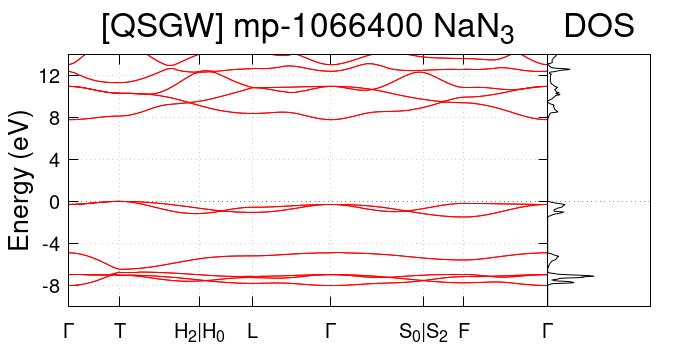 [QSGW] mp-1066400 NaN₃ DOS
Energy (eV)
12
8
4
0
-4
-8
Γ T H₂|H₀ L Γ S₀|S₂ F Γ